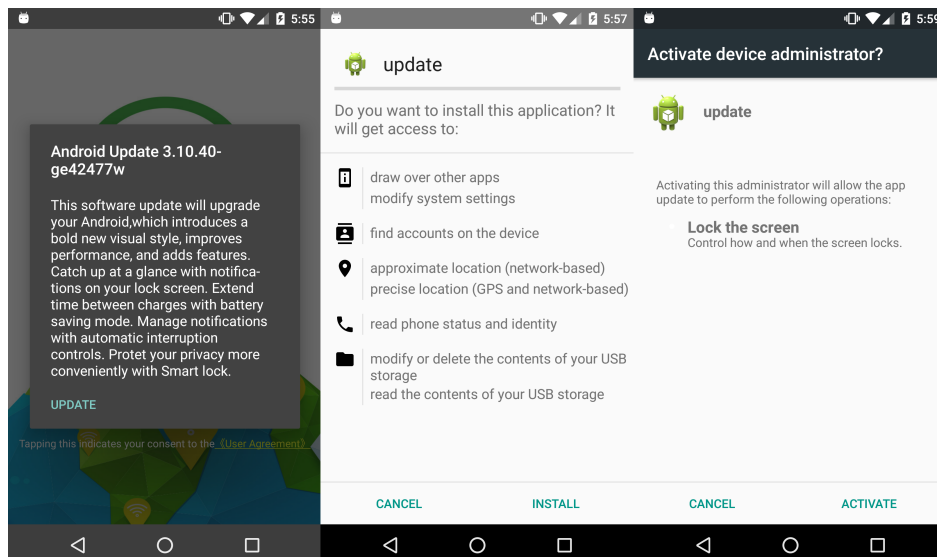 5:55
Android Update 3.10.40-
ge42477w
This software update will upgrade
your Android,which introduces a
bold new visual style, improves
performance, and adds features.
Catch up at a glance with notifica-
tions on your lock screen. Extend
time between charges with battery
saving mode. Manage notifications
with automatic interruption
controls. Protet your privacy more
conveniently with Smart lock.
UPDATE
Tapping this indicates your consent to the《User Agreement》
5:57
update
Do you want to install this application? It
will get access to:
draw over other apps
modify system settings
find accounts on the device
approximate location (network-based)
precise location (GPS and network-based)
read phone status and identity
modify or delete the contents of your USB
storage
read the contents of your USB storage
CANCEL INSTALL
5:59
Activate device administrator?
update
Activating this administrator will allow the app
update to perform the following operations:
Lock the screen
Control how and when the screen locks.
CANCEL ACTIVATE